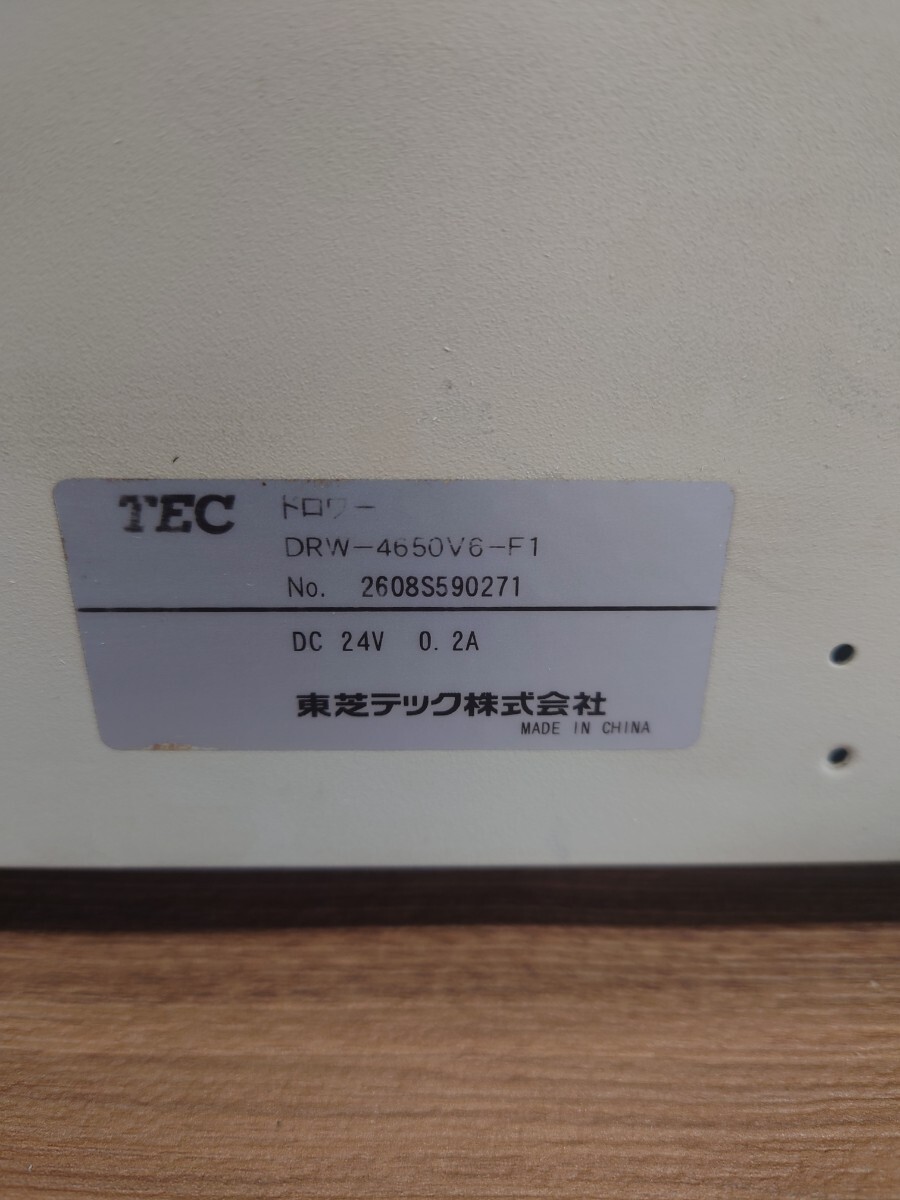 TEC ドロワー
DRW-4650V6-F1
No. 2608S590271
DC 24V 0.2A
東芝テック株式会社
MADE IN CHINA